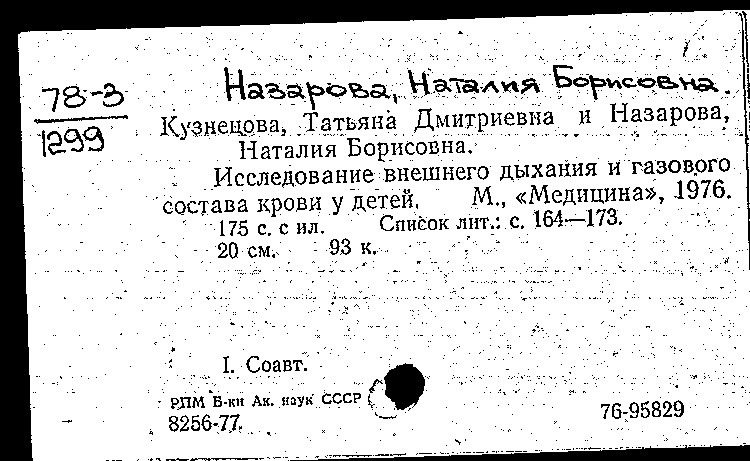 Назарова, Наталия Борисовна.
78-3
1299
Кузнецова, Татьяна Дмитриевна и Назарова,
Наталия Борисовна.
Исследование внешнего дыхания и газового
состава крови у детей. М., «Медицина», 1976.
175 с. с ил. Список лит.: с. 164—173.
20 см. 93 к.
I. Соавт.
РПМ Б-ки Ак. наук СССР
8256-77.
76-95829